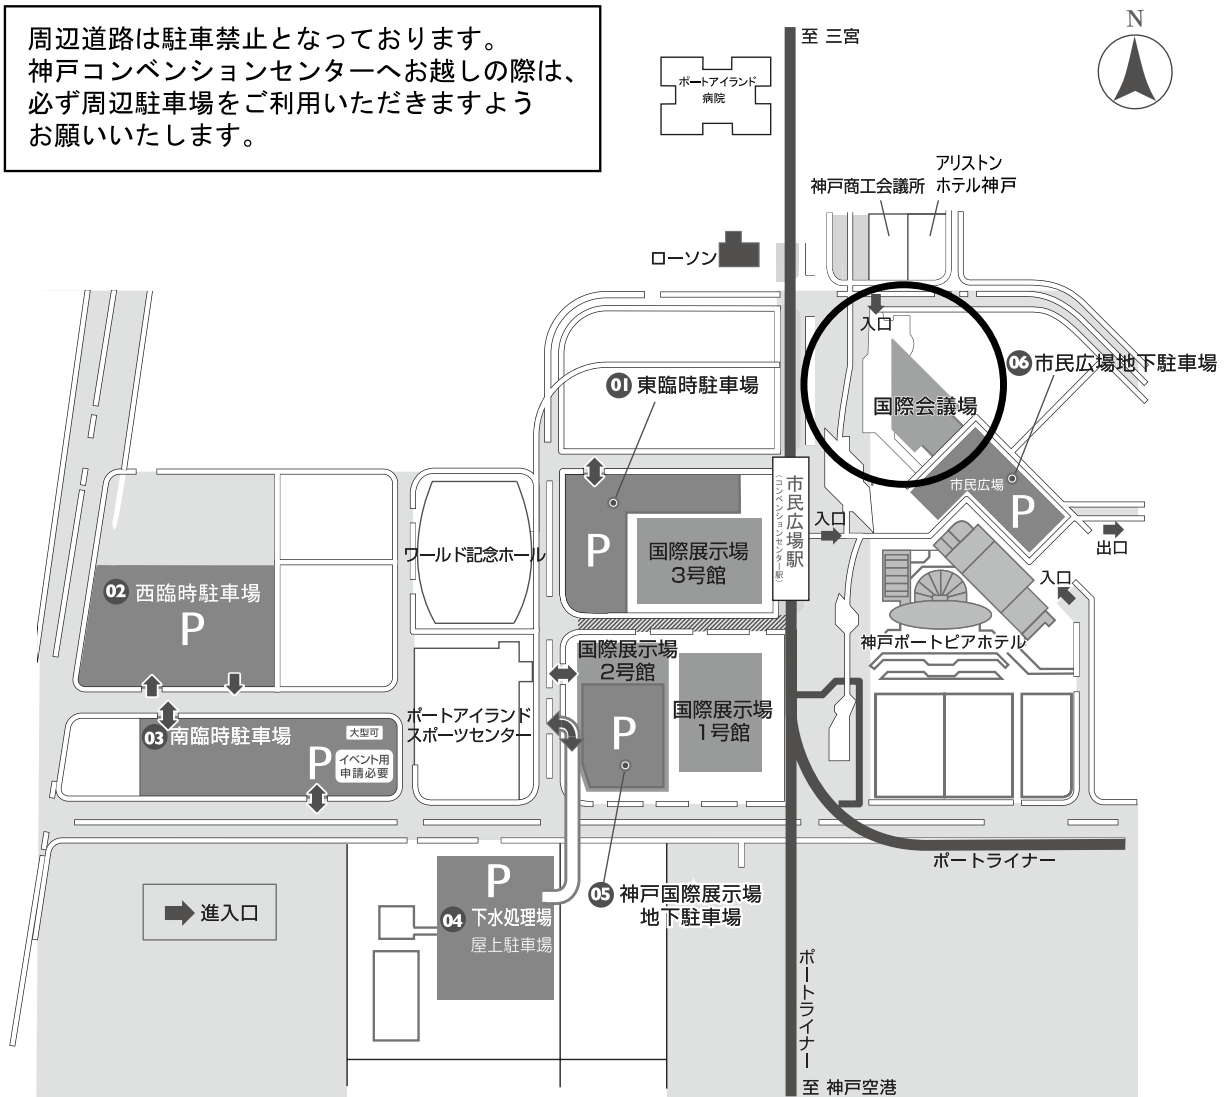 周辺道路は駐車禁止となっております。
神戸コンベンションセンターへお越しの際は、
必ず周辺駐車場をご利用いただきますよう
お願いいたします。
至 三宮
N
ポートアイランド
病院
アリストン
ホテル神戸
神戸商工会議所
ローソン
入口
06 市民広場地下駐車場
01 東臨時駐車場
国際会議場
市民広場
P
市民広場駅
(コンベンションセンター駅)
入口
出口
ワールド記念ホール
P
国際展示場
3号館
入口
02 西臨時駐車場
P
神戸ポートピアホテル
国際展示場
2号館
P
国際展示場
1号館
ポートアイランド
スポーツセンター
03 南臨時駐車場
P
大型可
イベント用
申請必要
ポートライナー
進入口
P
04 下水処理場
屋上駐車場
05 神戸国際展示場
地下駐車場
ポートライナー
至 神戸空港